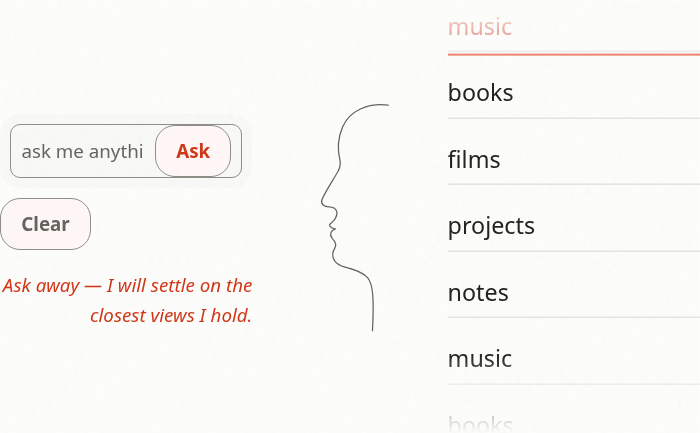 ask me anythi
Ask
Clear
Ask away — I will settle on the
closest views I hold.
music
books
films
projects
notes
music
books